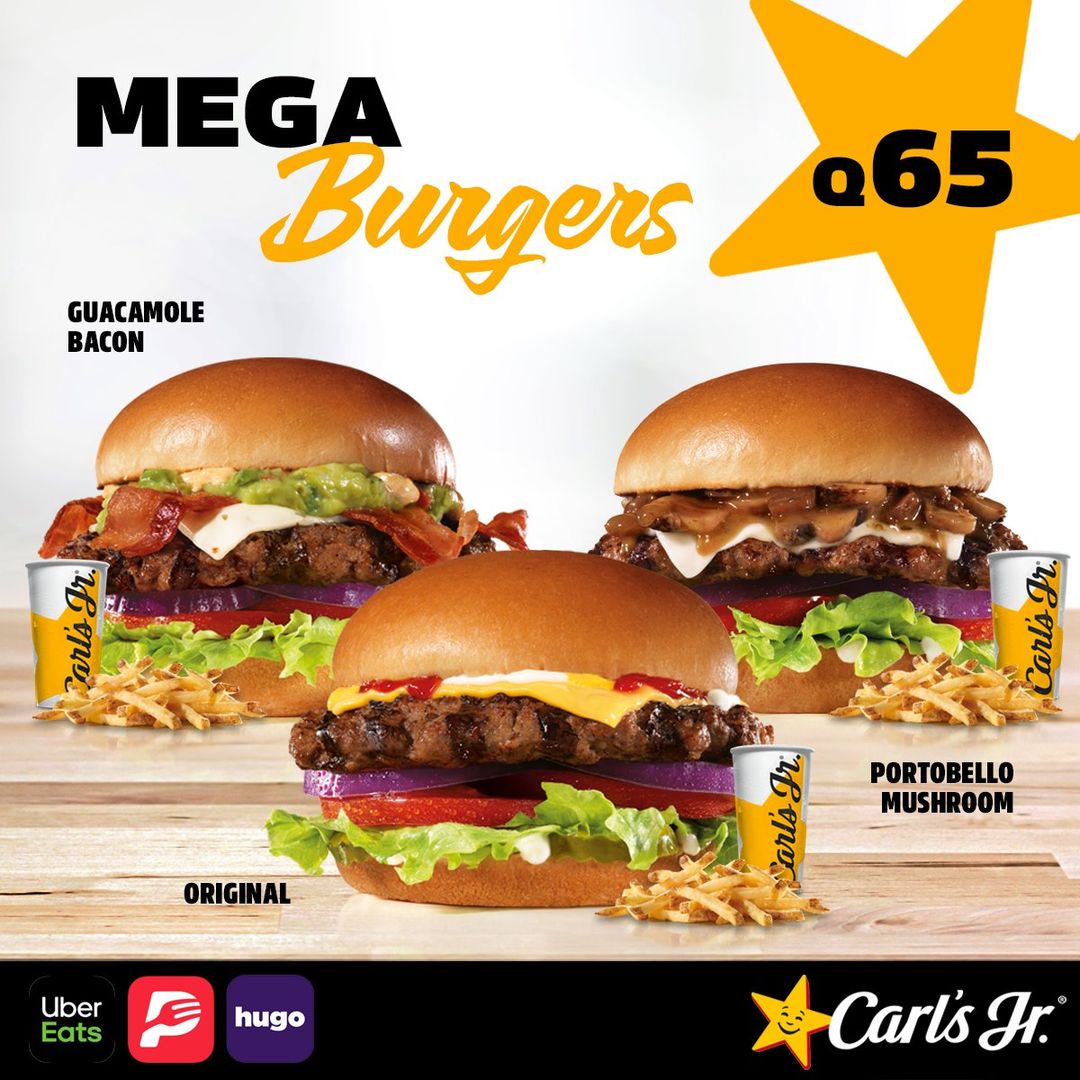 MEGA
Burgers
Q65
GUACAMOLE
BACON
Carl's Jr.
Carl's Jr.
Carl's Jr.
PORTOBELLO
MUSHROOM
ORIGINAL
Uber
Eats
hugo
Carl's Jr.®